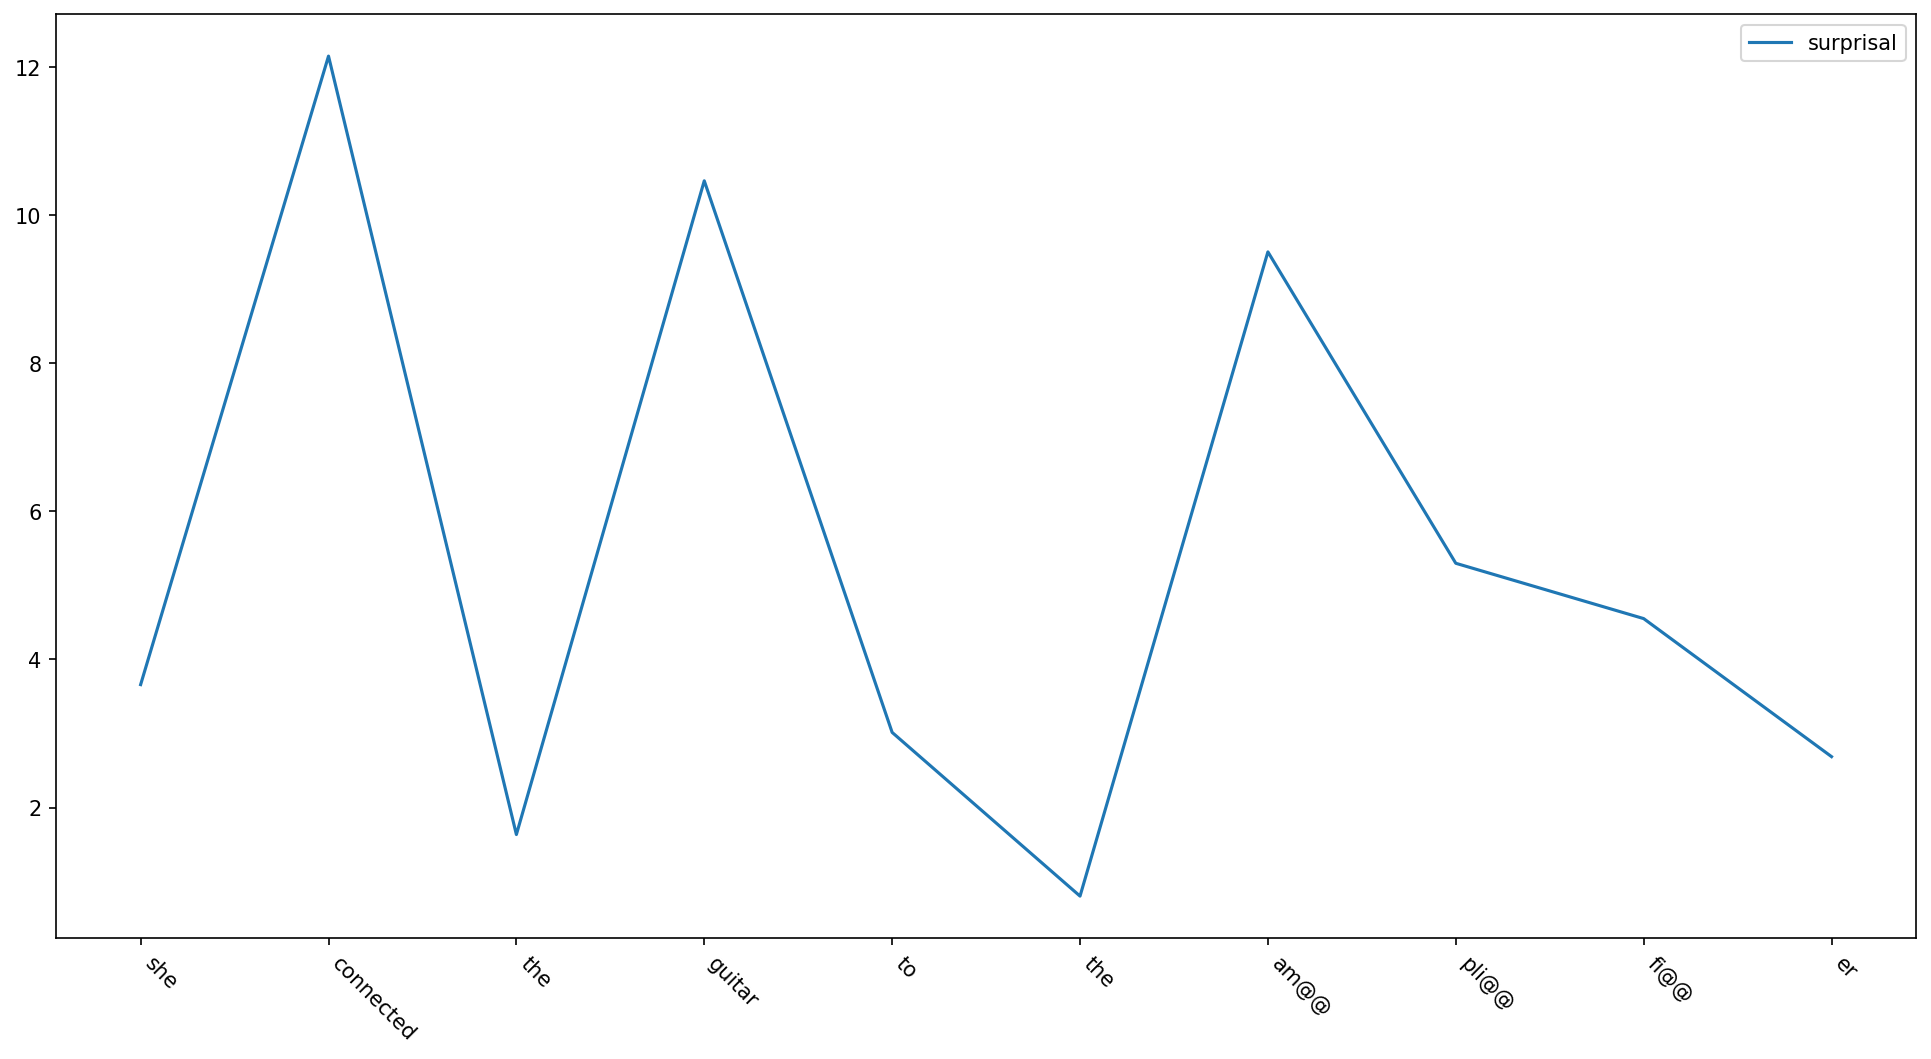 surprisal
12
10
8
6
4
2
she
connected
the
guitar
to
the
am@@
pli@@
fi@@
er